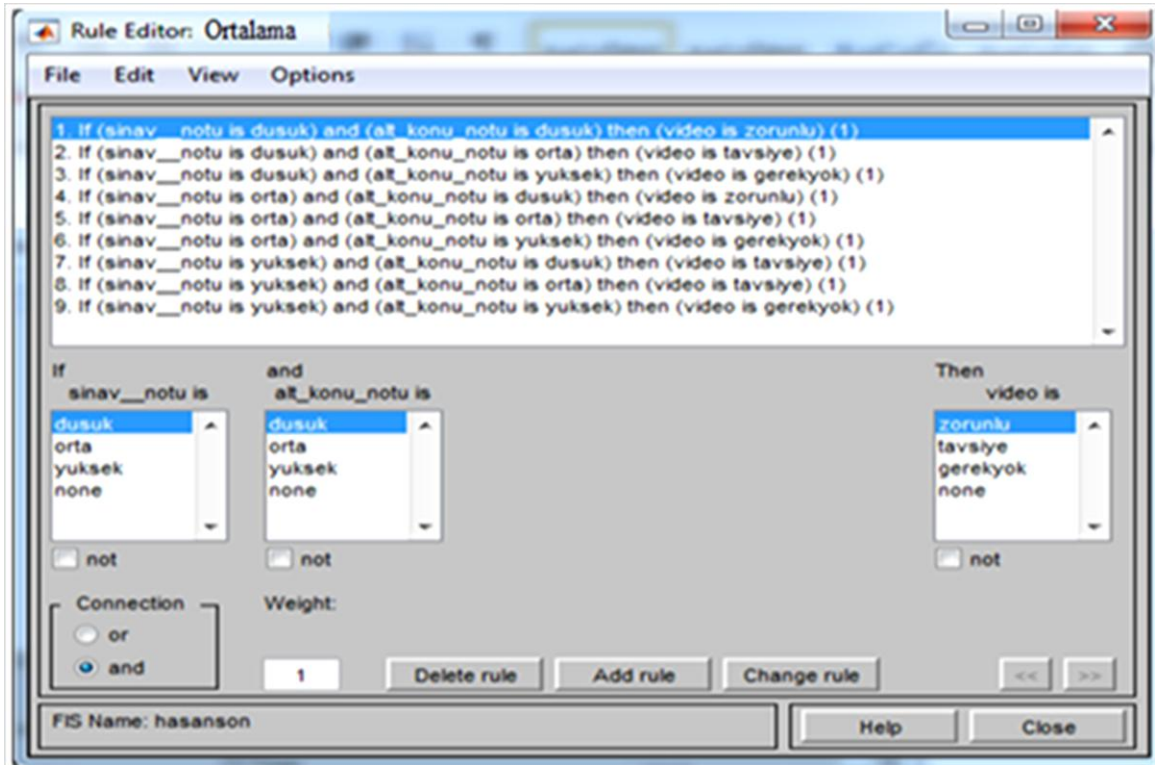 Rule Editor: Ortalama
File Edit View Options
1. If (sinav__notu is dusuk) and (alt_konu_notu is dusuk) then (video is zorunlu) (1)
2. If (sinav__notu is dusuk) and (alt_konu_notu is orta) then (video is tavsiye) (1)
3. If (sinav__notu is dusuk) and (alt_konu_notu is yuksek) then (video is gerekyok) (1)
4. If (sinav__notu is orta) and (alt_konu_notu is dusuk) then (video is zorunlu) (1)
5. If (sinav__notu is orta) and (alt_konu_notu is orta) then (video is tavsiye) (1)
6. If (sinav__notu is orta) and (alt_konu_notu is yuksek) then (video is gerekyok) (1)
7. If (sinav__notu is yuksek) and (alt_konu_notu is dusuk) then (video is tavsiye) (1)
8. If (sinav__notu is yuksek) and (alt_konu_notu is orta) then (video is tavsiye) (1)
9. If (sinav__notu is yuksek) and (alt_konu_notu is yuksek) then (video is gerekyok) (1)
If and Then
sinav__notu is alt_konu_notu is video is
dusuk dusuk zorunlu
orta orta tavsiye
yuksek yuksek gerekyok
none none none
not not not
Connection Weight:
or
and 1 Delete rule Add rule Change rule << >>
FIS Name: hasanson Help Close